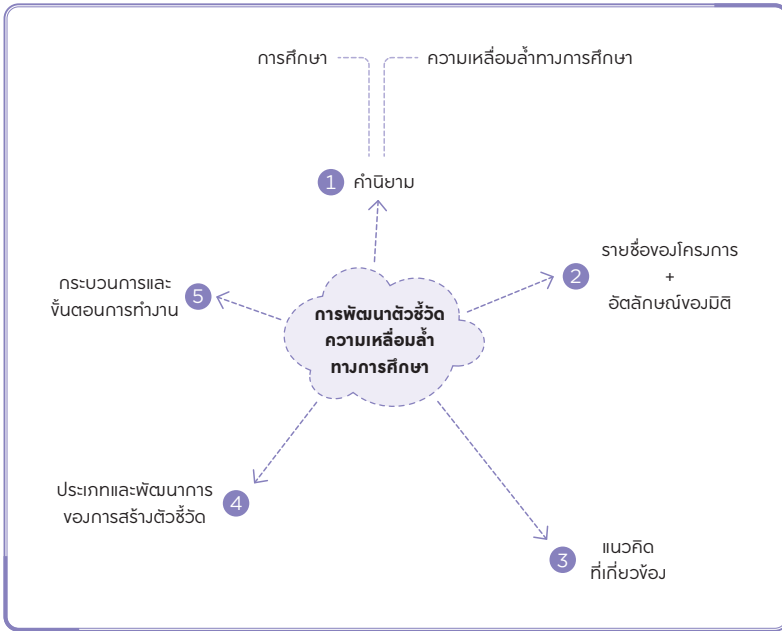 การศึกษา
ความเหลื่อมล้ำทางการศึกษา
1 คำนิยาม
รายชื่อของโครงการ
+
อัตลักษณ์ของมิติ
2
กระบวนการและ
ขั้นตอนการทำงาน
5
การพัฒนาตัวชี้วัด
ความเหลื่อมล้ำ
ทางการศึกษา
ประเภทและพัฒนาการ
ของการสร้างตัวชี้วัด
4
3
แนวคิด
ที่เกี่ยวข้อง